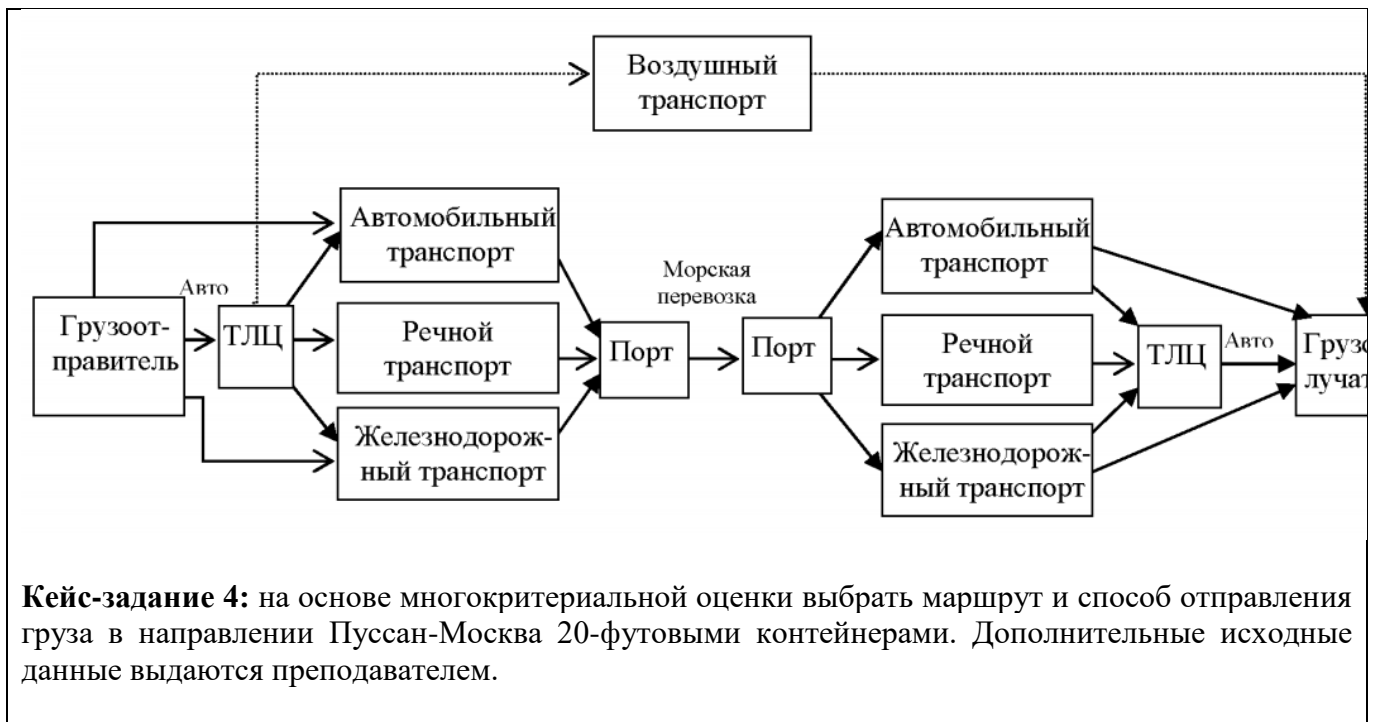 Воздушный
транспорт
Автомобильный
транспорт
Автомобильный
транспорт
Морская
перевозка
Авто
Грузоот-
правитель
ТЛЦ
Речной
транспорт
Порт
Порт
Речной
транспорт
ТЛЦ
Авто
Железнодорож-
ный транспорт
Железнодорож-
ный транспорт
Кейс-задание 4: на основе многокритериальной оценки выбрать маршрут и способ отправления
груза в направлении Пуссан-Москва 20-футовыми контейнерами. Дополнительные исходные
данные выдаются преподавателем.